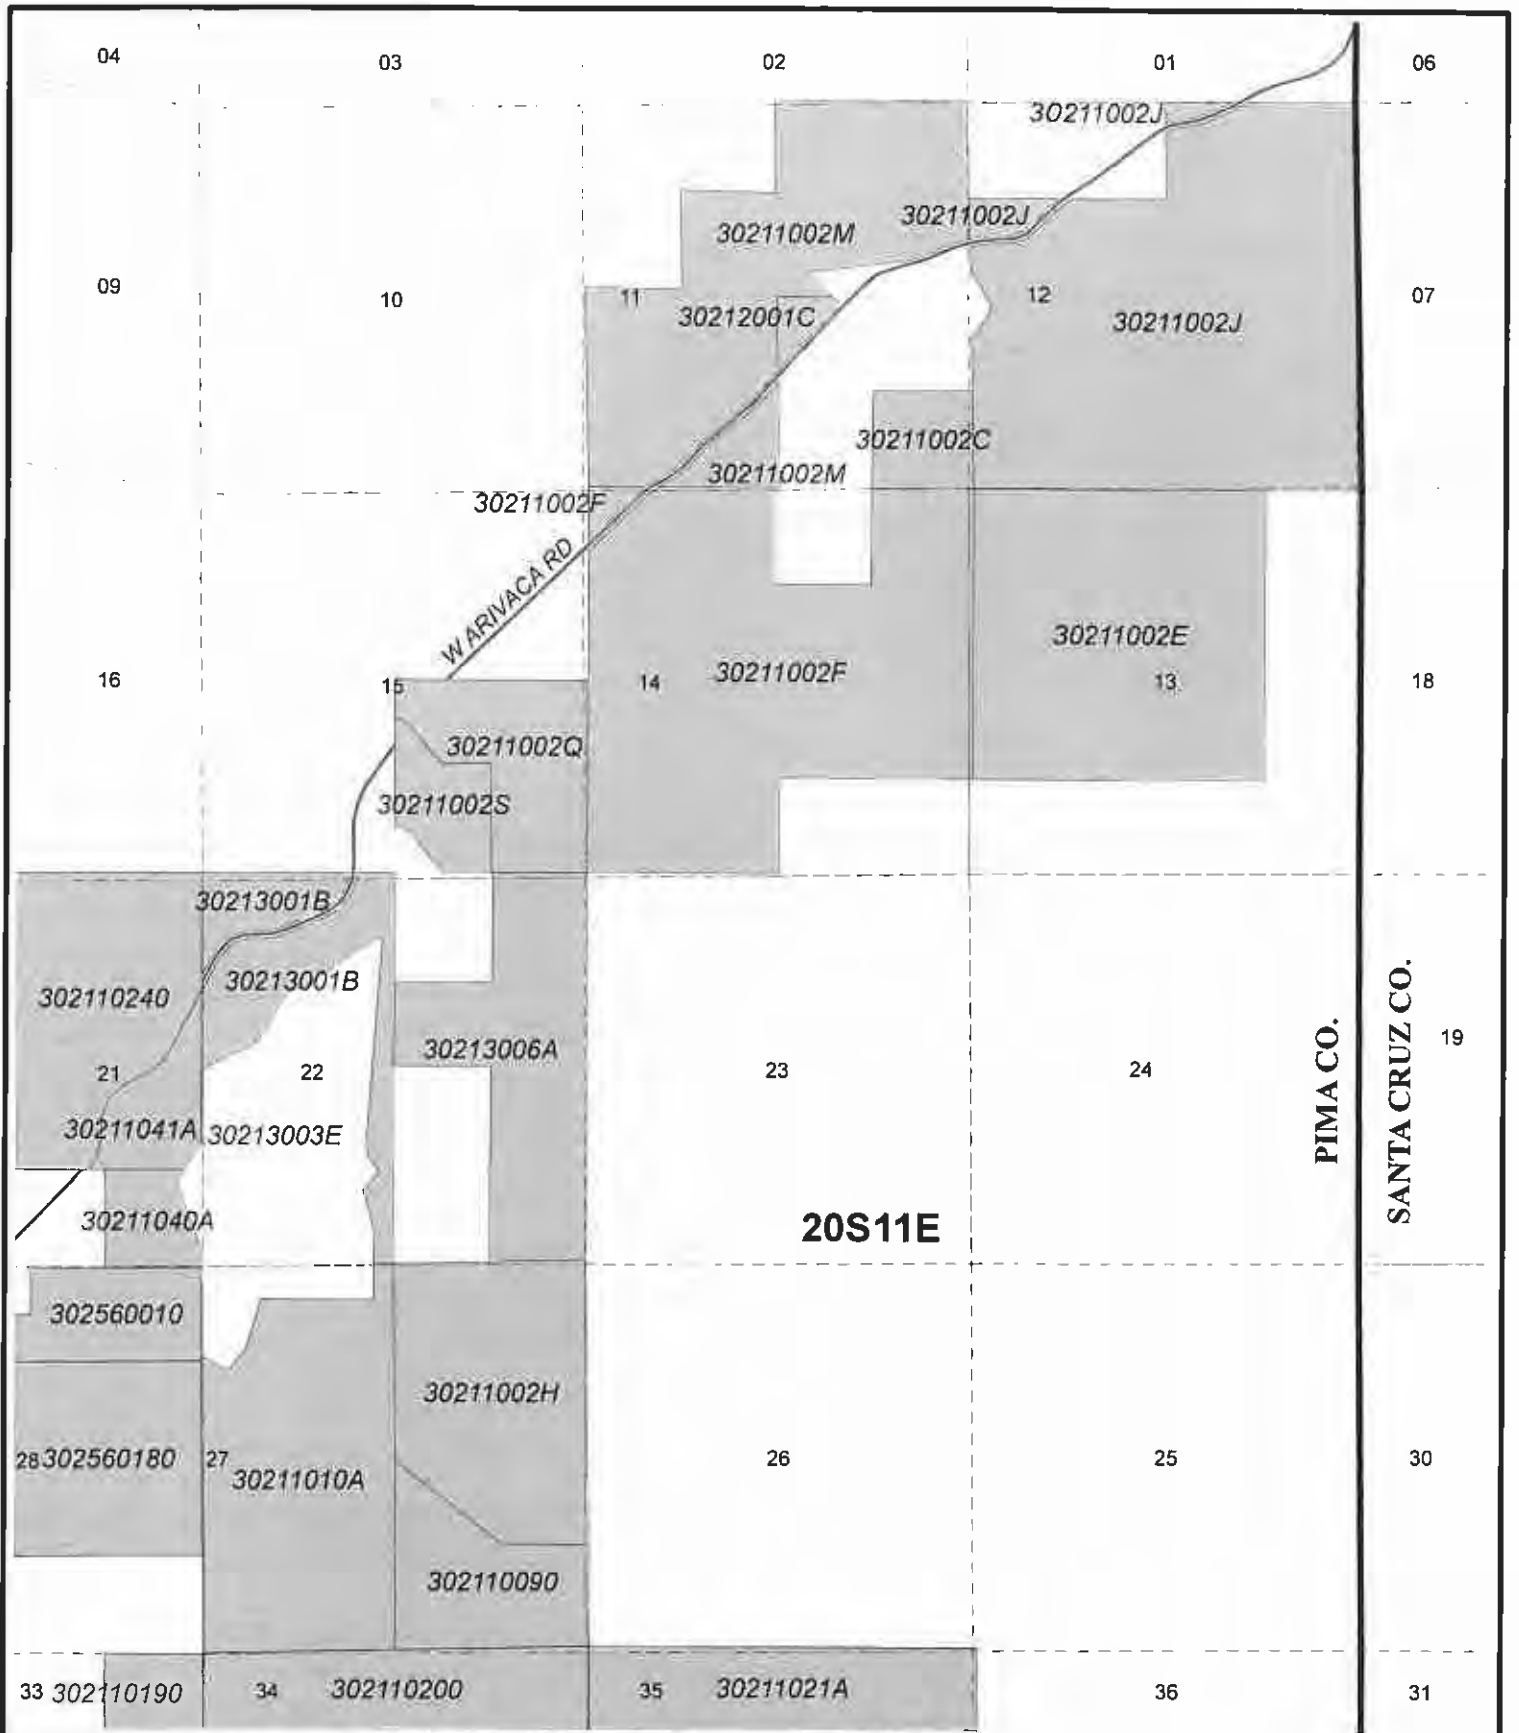 04
03
02
01
06
30211002J
30211002J
30211002M
09
10
11
12
07
30212001C
30211002J
30211002C
30211002M
30211002F
W ARIVACA RD
30211002E
30211002F
16
15
14
13
18
30211002Q
30211002S
30213001B
30213001B
302110240
PIMA CO.
SANTA CRUZ CO.
19
30213006A
21
22
23
24
30211041A
30213003E
30211040A
20S11E
302560010
30211002H
28
302560180
27
30211010A
26
25
30
302110090
33
302110190
34
302110200
35
30211021A
36
31